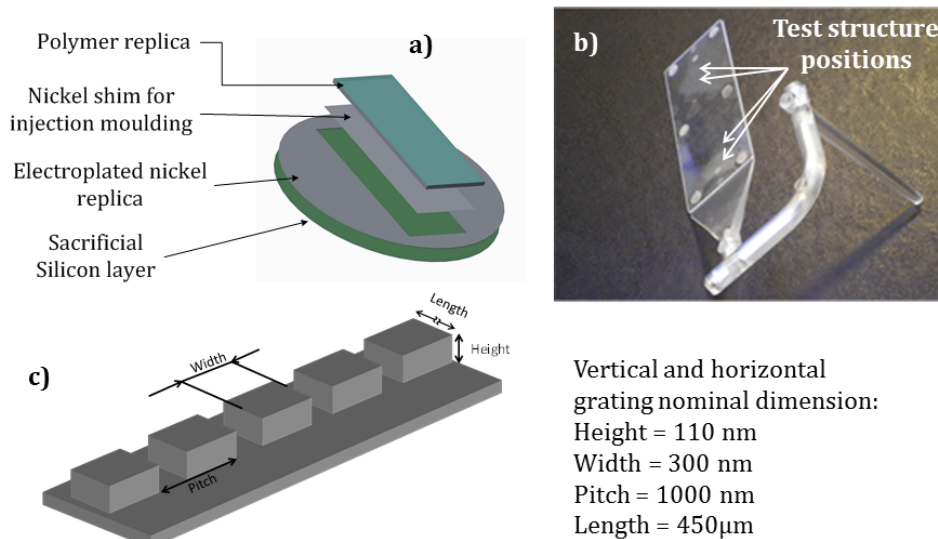 a)
Polymer replica
Nickel shim for
injection moulding
Electroplated nickel
replica
Sacrificial
Silicon layer
b)
Test structure
positions
c)
Width
Pitch
Length
Height
Vertical and horizontal
grating nominal dimension:
Height = 110 nm
Width = 300 nm
Pitch = 1000 nm
Length = 450μm